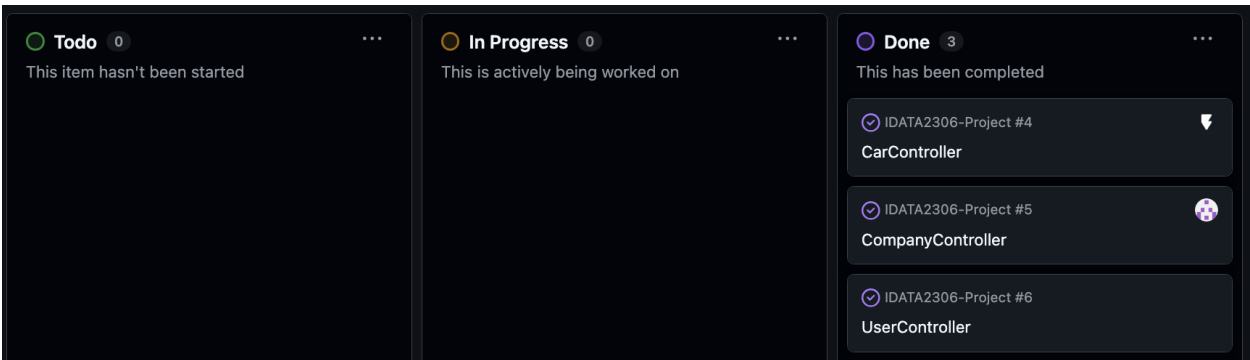 Todo 0
This item hasn't been started
In Progress 0
This is actively being worked on
Done 3
This has been completed
IDATA2306-Project #4
CarController
IDATA2306-Project #5
CompanyController
IDATA2306-Project #6
UserController